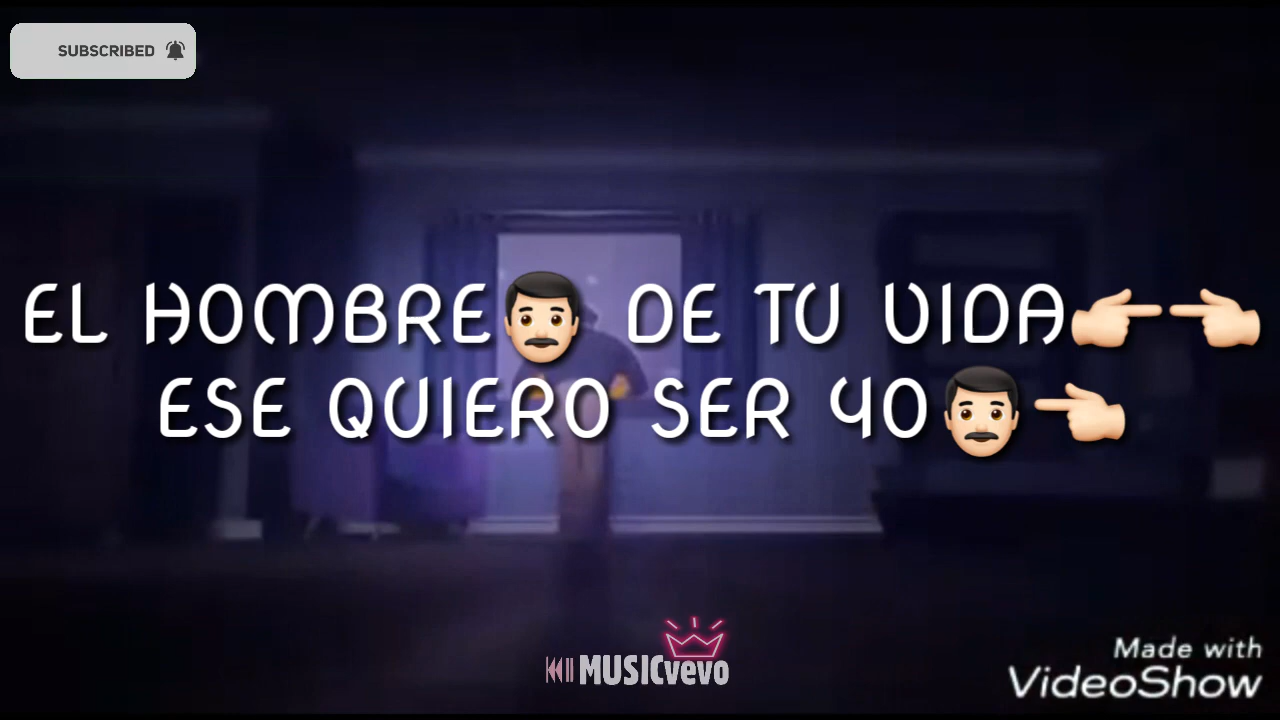 SUBSCRIBED
EL HOMBRE👨🏻 DE TU VIDA👉🏻👈🏻
ESE QUIERO SER YO👨🏻👈🏻
MUSICvevo
Made with
VideoShow